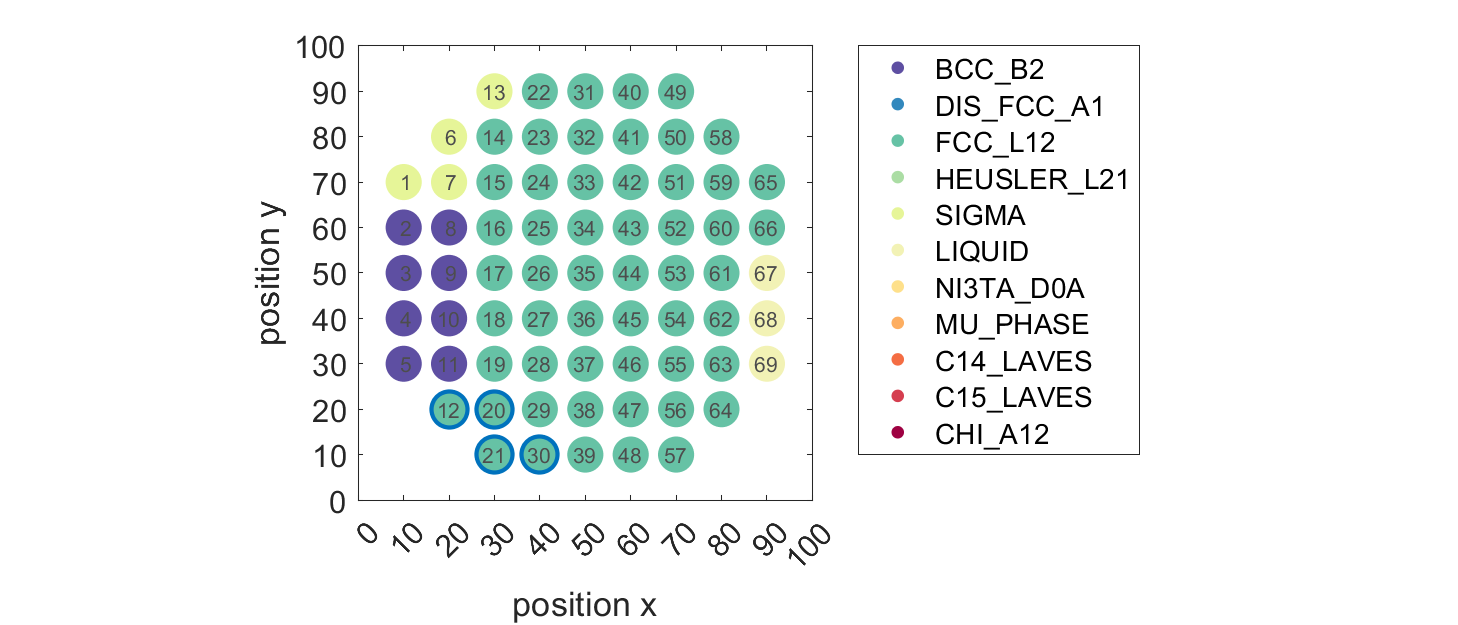 100
90
80
70
60
50
40
30
20
10
0
position y
13 22 31 40 49
6 14 23 32 41 50 58
1 7 15 24 33 42 51 59 65
2 8 16 25 34 43 52 60 66
3 9 17 26 35 44 53 61 67
4 10 18 27 36 45 54 62 68
5 11 19 28 37 46 55 63 69
12 20 29 38 47 56 64
21 30 39 48 57
0 10 20 30 40 50 60 70 80 90 100
position x
BCC_B2
DIS_FCC_A1
FCC_L12
HEUSLER_L21
SIGMA
LIQUID
NI3TA_D0A
MU_PHASE
C14_LAVES
C15_LAVES
CHI_A12